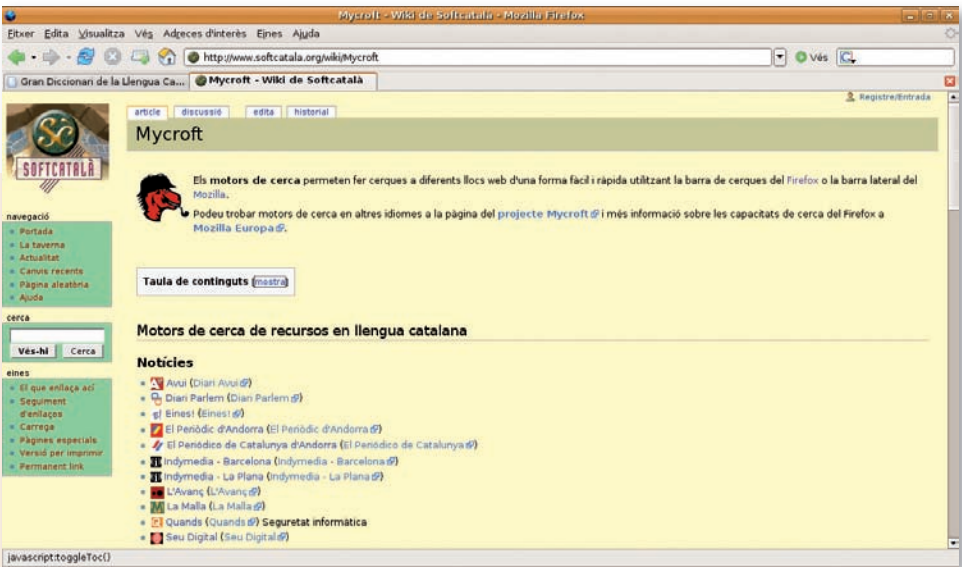 Mycroft - Wiki de Softcatalà - Mozilla Firefox
Fitxer Edita Visualitza Vés Adreces d'interès Eines Ajuda
http://www.softcatala.org/wiki/Mycroft Vés
Gran Diccionari de la Llengua Ca... Mycroft - Wiki de Softcatalà
Registre/Entrada
article discussió edita historial
Mycroft
SOFTCATALÀ
Els motors de cerca permeten fer cerques a diferents llocs web d'una forma fàcil i ràpida utilitzant la barra de cerques del Firefox o la barra lateral del
Mozilla.
Podeu trobar motors de cerca en altres idiomes a la pàgina del projecte Mycroft i més informació sobre les capacitats de cerca del Firefox a
Mozilla Europa.
navegació
Portada
La taverna
Actualitat
Canvis recents
Pàgina aleatòria
Ajuda
cerca
Vés-hi Cerca
eines
El que enllaça ací
Seguiment
d'enllaços
Carrega
Pàgines especials
Versió per imprimir
Permanent link
Taula de continguts [mostra]
Motors de cerca de recursos en llengua catalana
Notícies
Avui (Diari Avui)
Diari Parlem (Diari Parlem)
Eines! (Eines!)
El Periòdic d'Andorra (El Periòdic d'Andorra)
El Periódico de Catalunya d'Andorra (El Periódico de Catalunya)
Indymedia - Barcelona (Indymedia - Barcelona)
Indymedia - La Plana (Indymedia - La Plana)
L'Avanç (L'Avanç)
La Malla (La Malla)
Quands (Quands) Seguretat informàtica
Seu Digital (Seu Digital)
javascript:toggleToc()